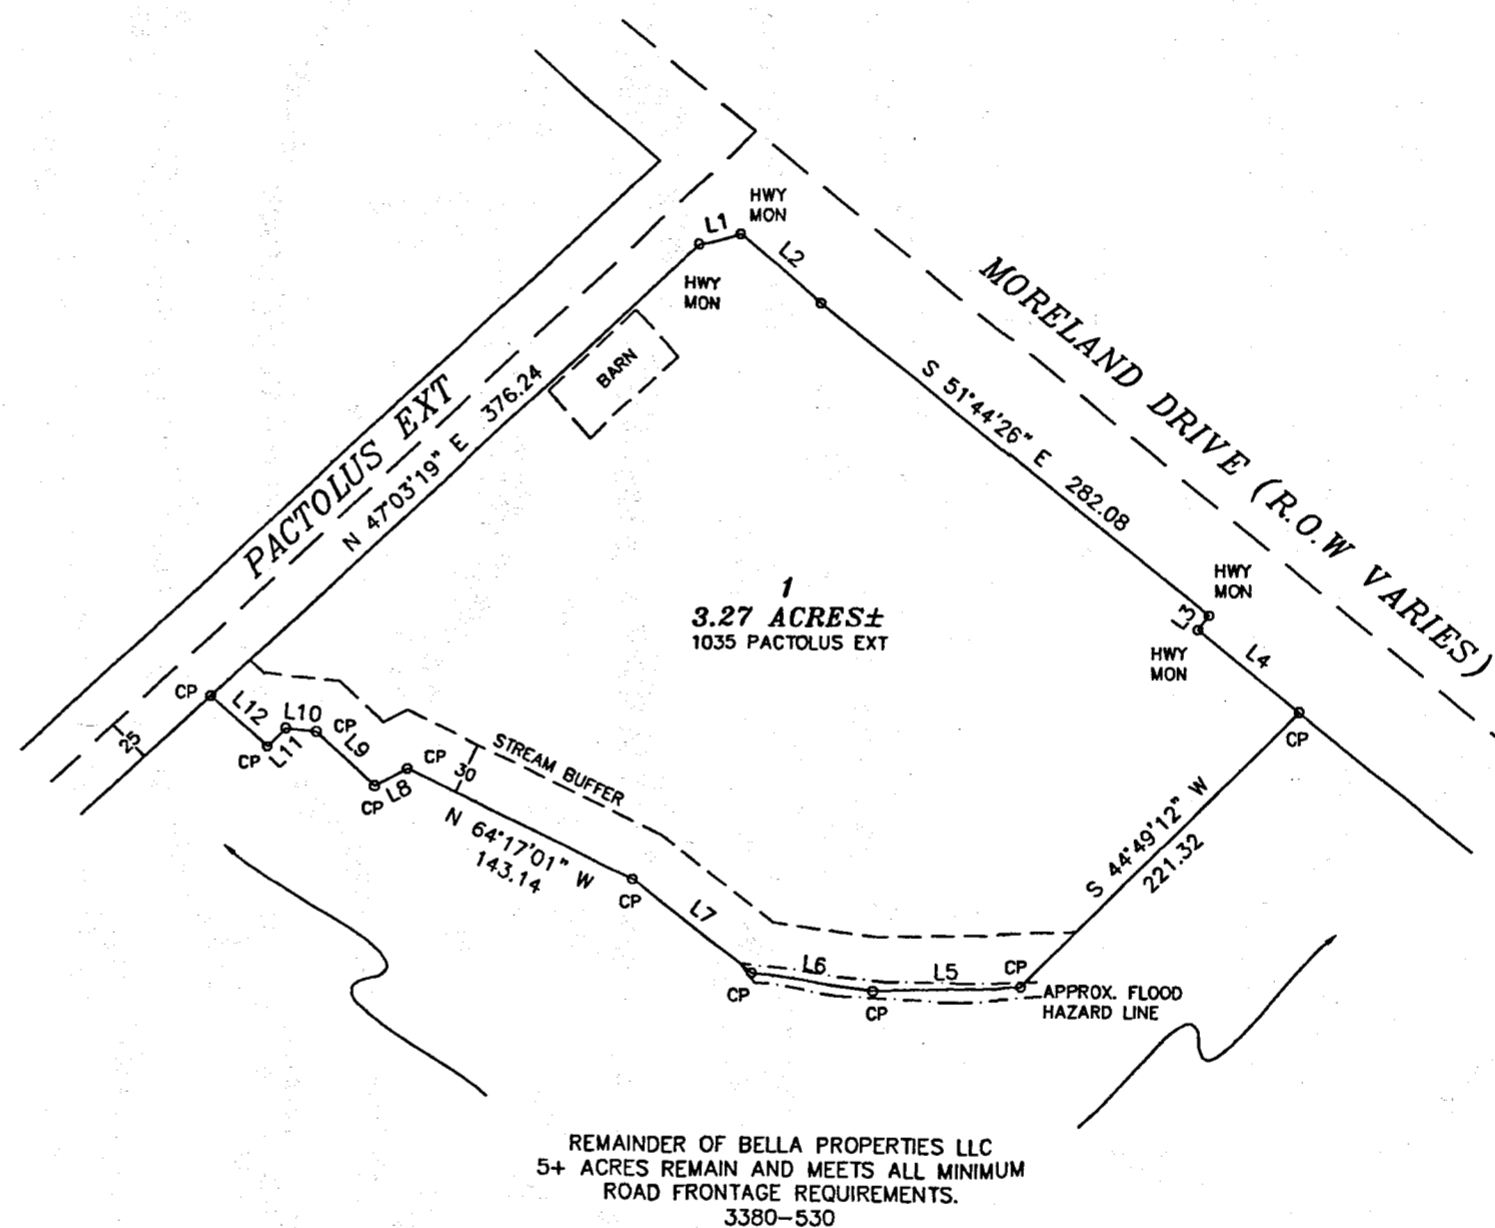 HWY
MON
L1
L2
HWY
MON
MORELAND DRIVE (R.O.W VARIES)
BARN
S 51°44'26" E 282.08
PACTOLUS EXT
N 47°03'19" E 376.24
1
3.27 ACRES±
1035 PACTOLUS EXT
HWY
MON
L3
HWY
MON
L4
CP
CP
L12
L10
CP
L11
CP
L9
25
CP
L8
CP
30
STREAM BUFFER
N 64°17'01" W
143.14
S 44°49'12" W
221.32
CP
L7
L6
L5
CP
CP
CP
APPROX. FLOOD
HAZARD LINE
REMAINDER OF BELLA PROPERTIES LLC
5+ ACRES REMAIN AND MEETS ALL MINIMUM
ROAD FRONTAGE REQUIREMENTS.
3380-530